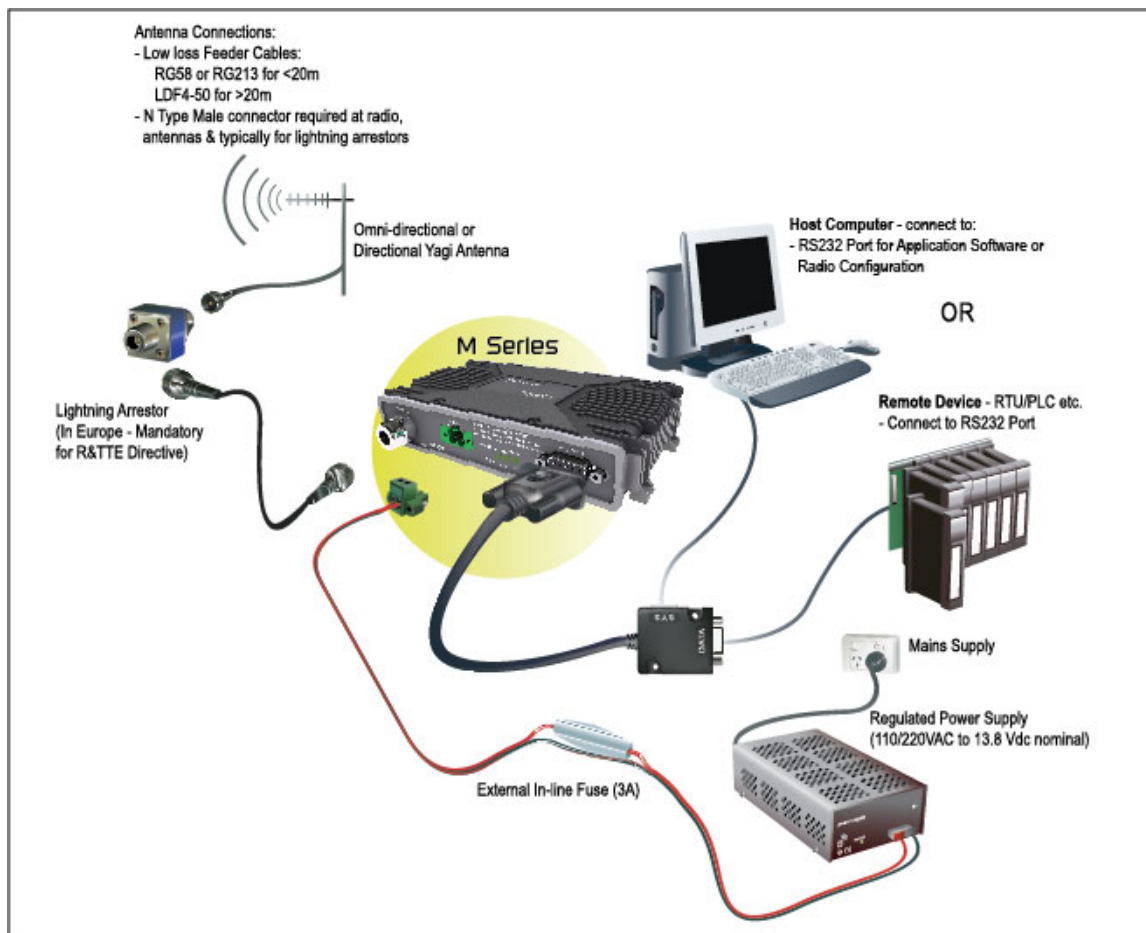 Antenna Connections:
- Low loss Feeder Cables:
RG58 or RG213 for <20m
LDF4-50 for >20m
- N Type Male connector required at radio,
antennas & typically for lightning arrestors
Omni-directional or
Directional Yagi Antenna
Host Computer - connect to:
- RS232 Port for Application Software or
Radio Configuration
OR
M Series
Lightning Arrestor
(In Europe - Mandatory
for R&TTE Directive)
Remote Device - RTU/PLC etc.
- Connect to RS232 Port
SYS
DATA
Mains Supply
Regulated Power Supply
(110/220VAC to 13.8 Vdc nominal)
External In-line Fuse (3A)